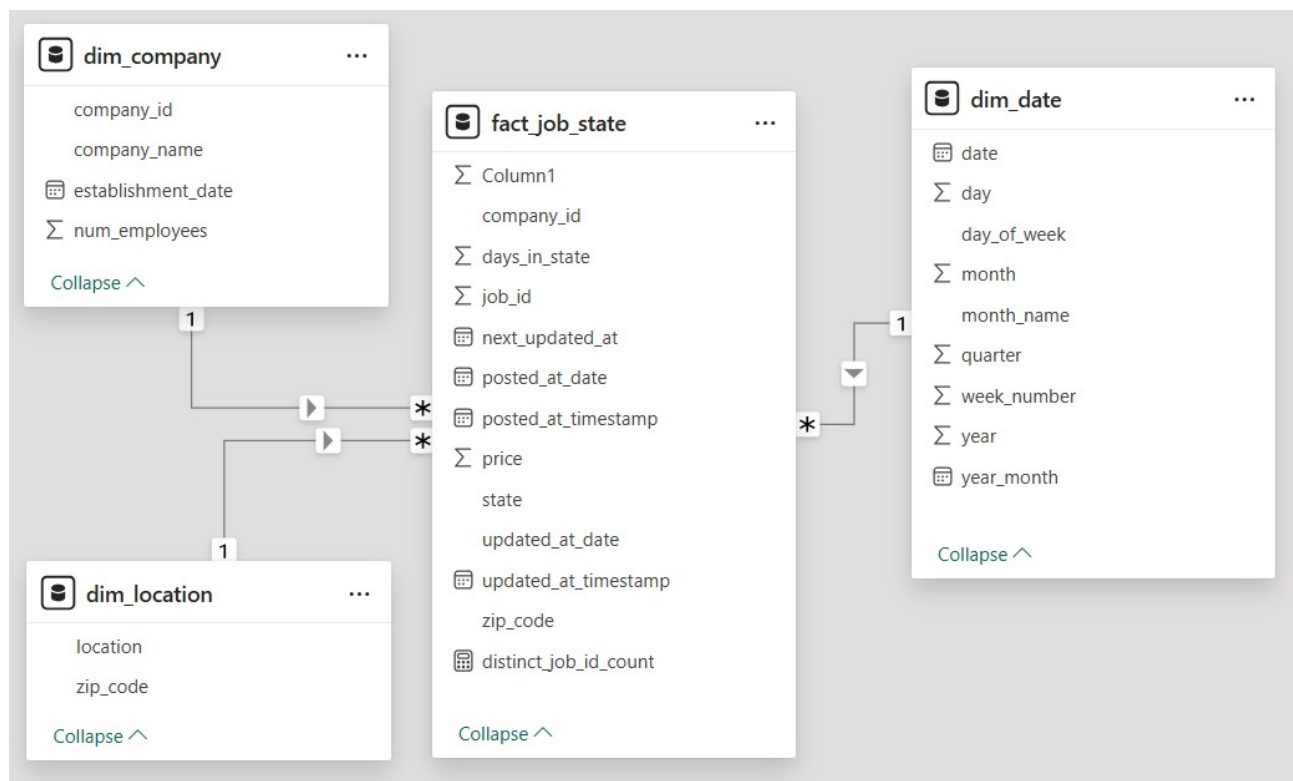 dim_company
...
company_id
company_name
establishment_date
num_employees
Collapse
1
*
dim_location
...
location
zip_code
Collapse
1
*
fact_job_state
...
Column1
company_id
days_in_state
job_id
next_updated_at
posted_at_date
posted_at_timestamp
price
state
updated_at_date
updated_at_timestamp
zip_code
distinct_job_id_count
Collapse
*
1
dim_date
...
date
day
day_of_week
month
month_name
quarter
week_number
year
year_month
Collapse